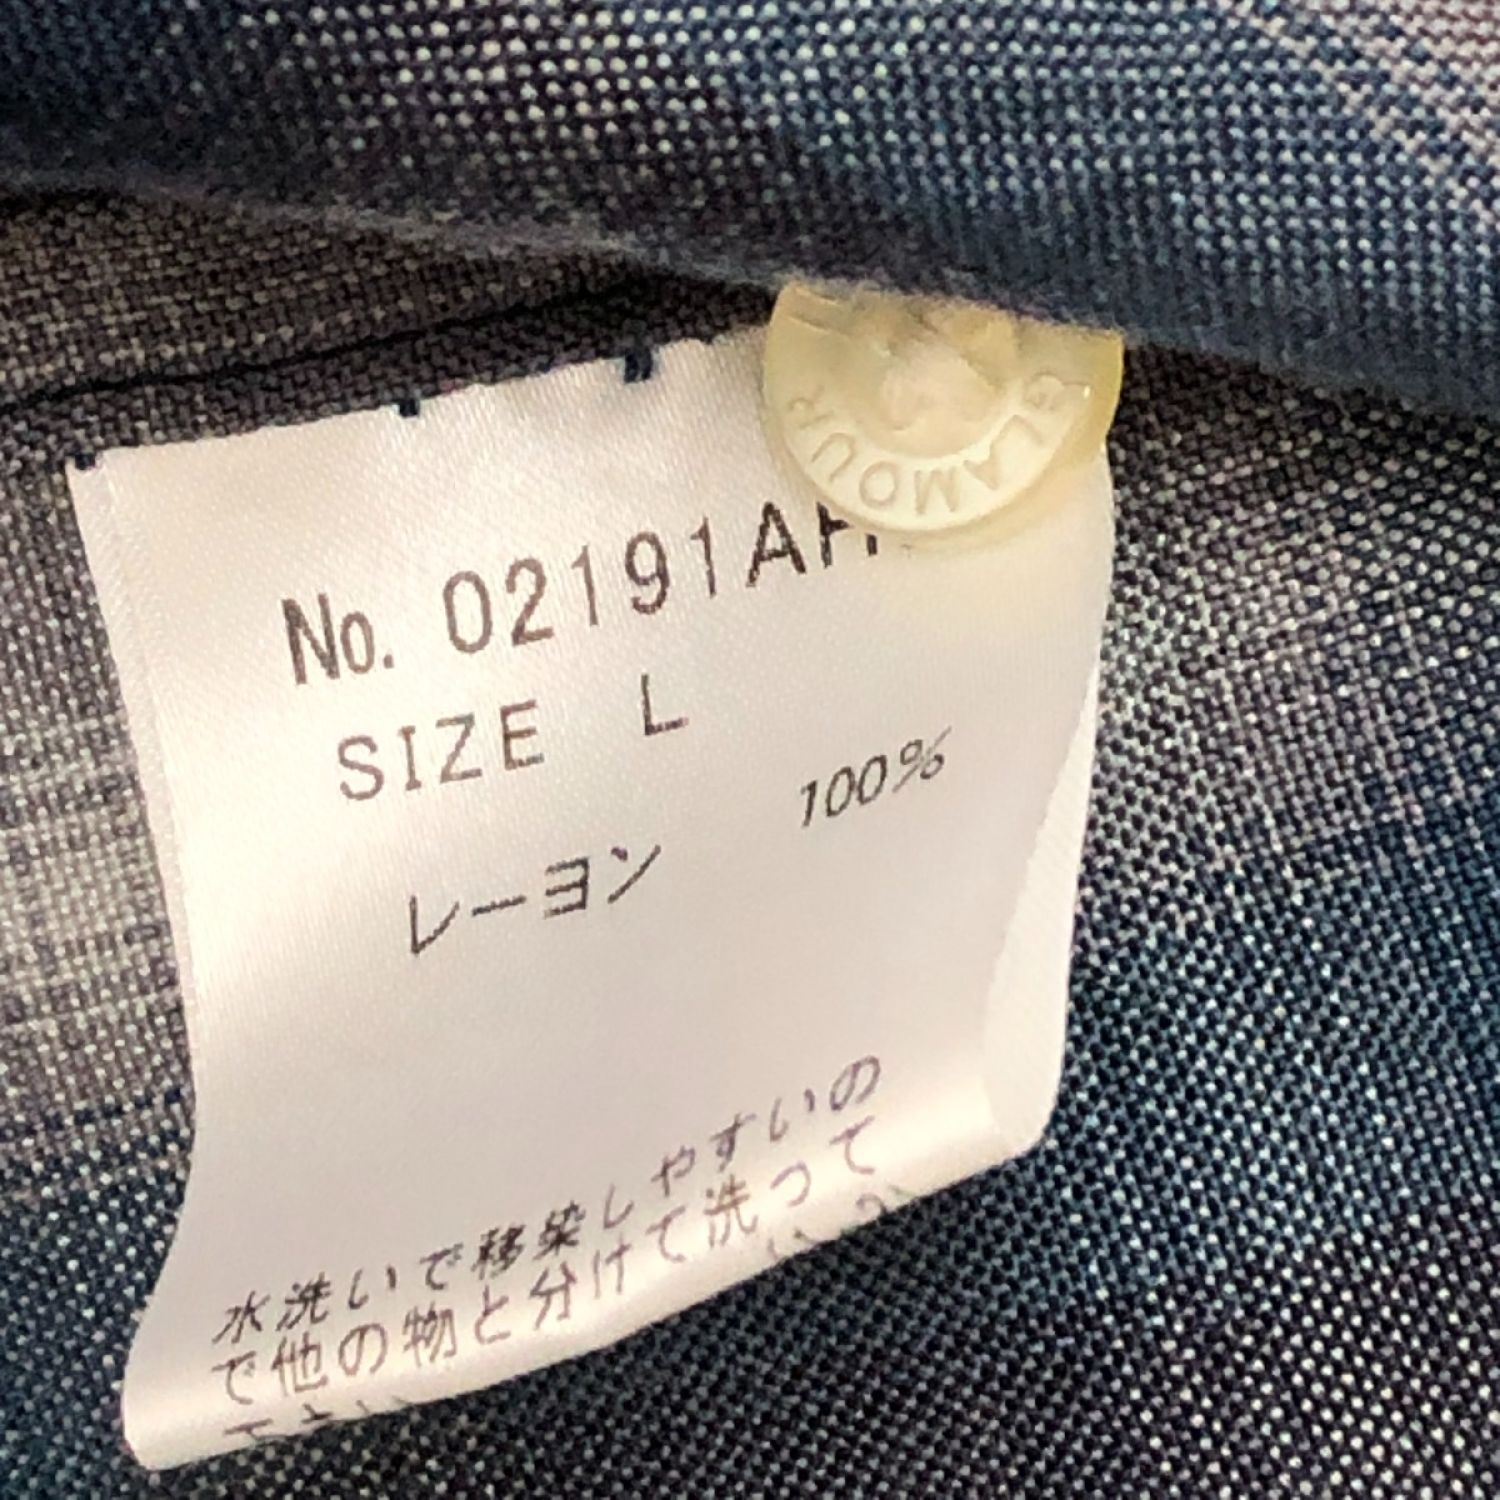 GLAMOUR
No. 02191A
SIZE L
レーヨン 100%
水洗いで移染しやすいの
で他の物と分けて洗って